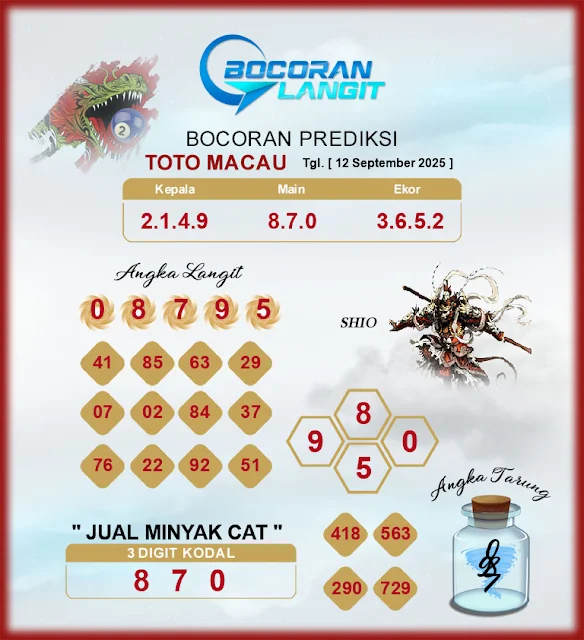 BOCORAN
LANGIT
2
BOCORAN PREDIKSI
TOTO MACAU Tgl. [ 12 September 2025 ]
Kepala Main Ekor
2.1.4.9 8.7.0 3.6.5.2
Angka Langit
0 8 7 9 5
SHIO
41 85 63 29
07 02 84 37
76 22 92 51
8
9 0
5
Angka Tarung
" JUAL MINYAK CAT "
3 DIGIT KODAL
8 7 0
418 563
290 729